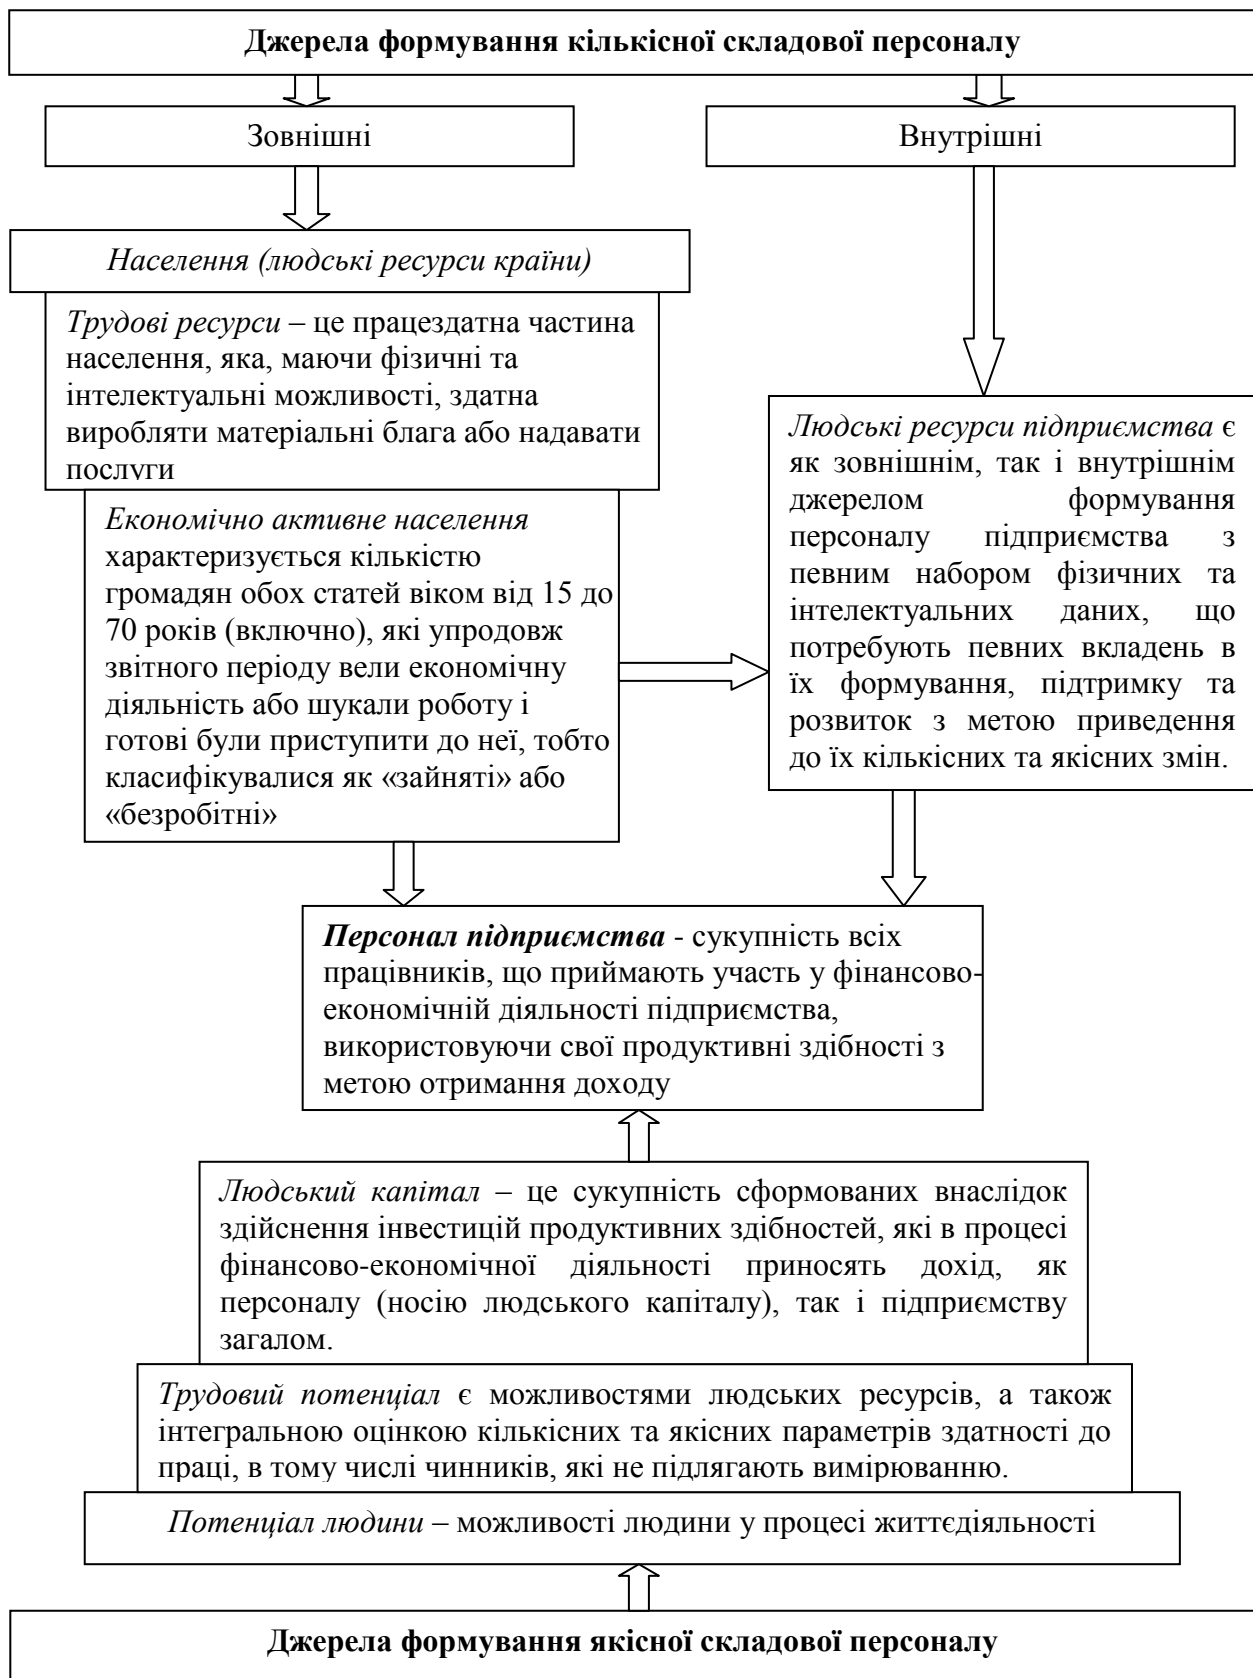 Джерела формування кількісної складової персоналу
Зовнішні
Внутрішні
Населення (людські ресурси країни)
Трудові ресурси – це працездатна частина
населення, яка, маючи фізичні та
інтелектуальні можливості, здатна
виробляти матеріальні блага або надавати
послуги
Економічно активне населення
характеризується кількістю
громадян обох статей віком від 15 до
70 років (включно), які упродовж
звітного періоду вели економічну
діяльність або шукали роботу і
готові були приступити до неї, тобто
класифікувалися як «зайняті» або
«безробітні»
Людські ресурси підприємства є
як зовнішнім, так і внутрішнім
джерелом формування
персоналу підприємства з
певним набором фізичних та
інтелектуальних даних, що
потребують певних вкладень в
їх формування, підтримку та
розвиток з метою приведення
до їх кількісних та якісних змін.
Персонал підприємства - сукупність всіх
працівників, що приймають участь у фінансово-
економічній діяльності підприємства,
використовуючи свої продуктивні здібності з
метою отримання доходу
Людський капітал – це сукупність сформованих внаслідок
здійснення інвестицій продуктивних здібностей, які в процесі
фінансово-економічної діяльності приносять дохід, як
персоналу (носію людського капіталу), так і підприємству
загалом.
Трудовий потенціал є можливостями людських ресурсів, а також
інтегральною оцінкою кількісних та якісних параметрів здатності до
праці, в тому числі чинників, які не підлягають вимірюванню.
Потенціал людини – можливості людини у процесі життєдіяльності
Джерела формування якісної складової персоналу